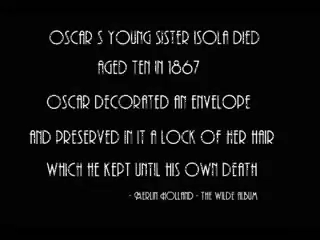 OSCAR S YOUNG SISTER ISOLA DIED
AGED TEN IN 1867
OSCAR DECORATED AN ENVELOPE
AND PRESERVED IN IT A LOCK OF HER HAIR
WHICH HE KEPT UNTIL HIS OWN DEATH
- MERLIN HOLLAND - THE WILDE ALBUM